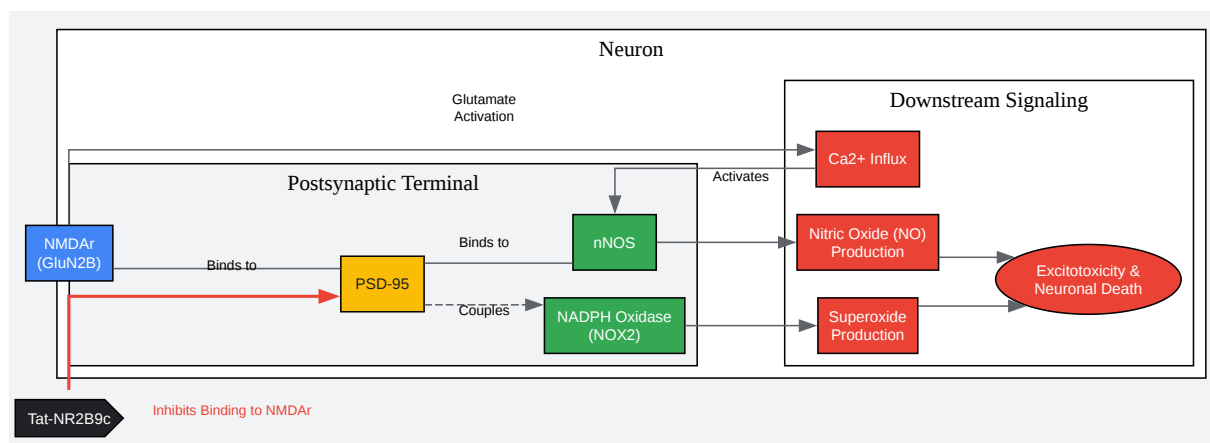 Neuron
Downstream Signaling
Glutamate
Activation
Ca2+ Influx
Activates
Postsynaptic Terminal
NMDAr
(GluN2B)
Binds to
PSD-95
Binds to
nNOS
Couples
NADPH Oxidase
(NOX2)
Nitric Oxide (NO)
Production
Superoxide
Production
Excitotoxicity &
Neuronal Death
Tat-NR2B9c
Inhibits Binding to NMDAr